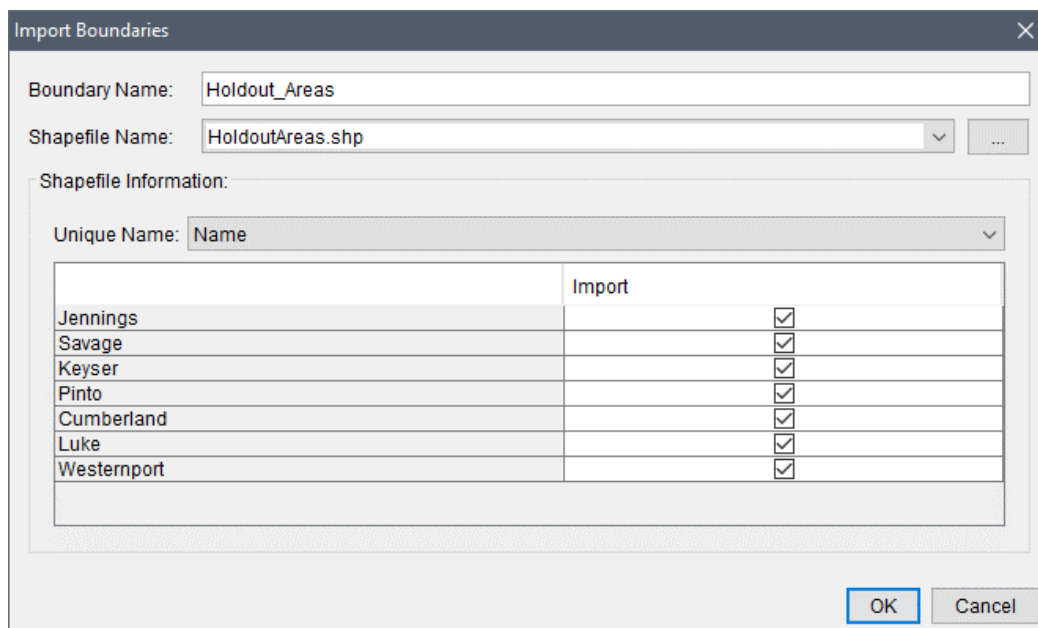 Import Boundaries
Boundary Name: Holdout_Areas
Shapefile Name: HoldoutAreas.shp ...
Shapefile Information:
Unique Name: Name
Import
Jennings
Savage
Keyser
Pinto
Cumberland
Luke
Westernport
OK Cancel